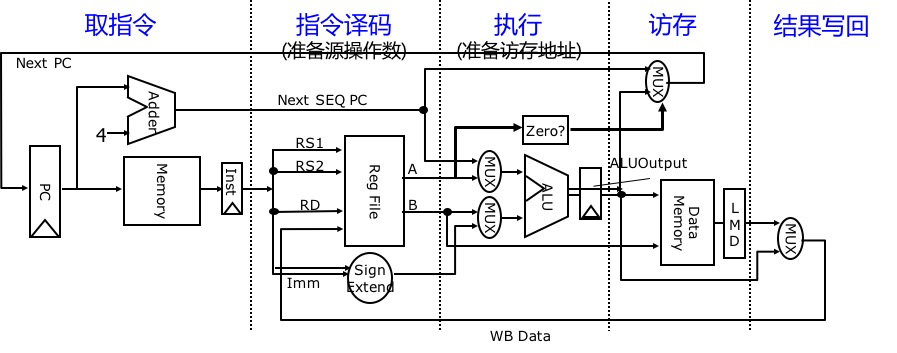 取指令
指令译码
执行
访存
结果写回
(准备源操作数)
(准备访存地址)
Next PC
MUX
Adder
Next SEQ PC
4
Zero?
RS1
RS2
Reg File
A
MUX
ALU
ALUOutput
PC
Memory
Inst
RD
B
MUX
Data
Memory
L
M
D
MUX
Sign
Extend
Imm
WB Data